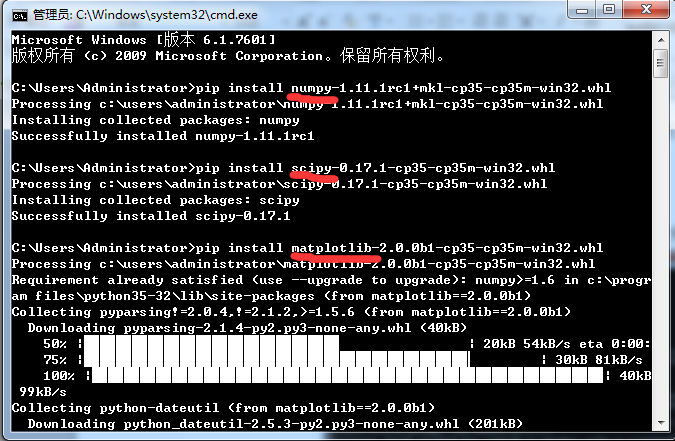 管理员: C:\Windows\system32\cmd.exe
Microsoft Windows [版本 6.1.7601]
版权所有 (c) 2009 Microsoft Corporation。保留所有权利。
C:\Users\Administrator>pip install numpy-1.11.1rc1+mkl-cp35-cp35m-win32.whl
Processing c:\users\administrator\numpy-1.11.1rc1+mkl-cp35-cp35m-win32.whl
Installing collected packages: numpy
Successfully installed numpy-1.11.1rc1
C:\Users\Administrator>pip install scipy-0.17.1-cp35-cp35m-win32.whl
Processing c:\users\administrator\scipy-0.17.1-cp35-cp35m-win32.whl
Installing collected packages: scipy
Successfully installed scipy-0.17.1
C:\Users\Administrator>pip install matplotlib-2.0.0b1-cp35-cp35m-win32.whl
Processing c:\users\administrator\matplotlib-2.0.0b1-cp35-cp35m-win32.whl
Requirement already satisfied (use --upgrade to upgrade): numpy>=1.6 in c:\progr
am files\python35-32\lib\site-packages (from matplotlib==2.0.0b1)
Collecting pyparsing!=2.0.4,!=2.1.2,>=1.5.6 (from matplotlib==2.0.0b1)
Downloading pyparsing-2.1.4-py2.py3-none-any.whl (40kB)
50% | | 20kB 54kB/s eta 0:00:
75% | | 30kB 81kB/s
100% | | 40kB
99kB/s
Collecting python-dateutil (from matplotlib==2.0.0b1)
Downloading python_dateutil-2.5.3-py2.py3-none-any.whl (201kB)